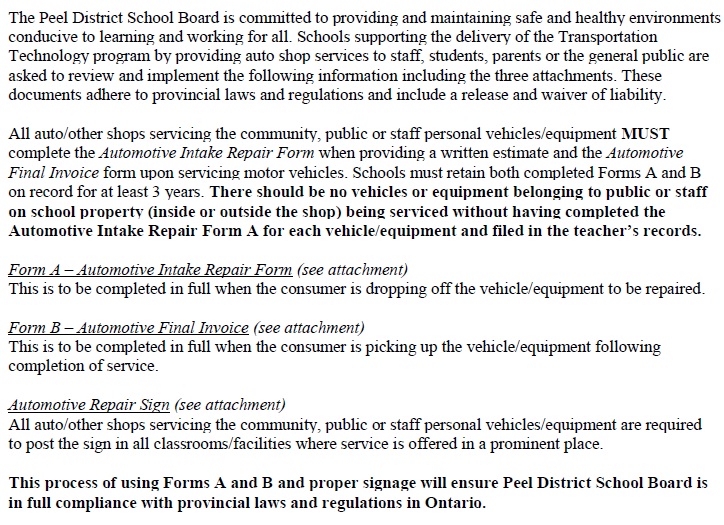 The Peel District School Board is committed to providing and maintaining safe and healthy environments
conducive to learning and working for all. Schools supporting the delivery of the Transportation
Technology program by providing auto shop services to staff, students, parents or the general public are
asked to review and implement the following information including the three attachments. These
documents adhere to provincial laws and regulations and include a release and waiver of liability.
All auto/other shops servicing the community, public or staff personal vehicles/equipment MUST
complete the Automotive Intake Repair Form when providing a written estimate and the Automotive
Final Invoice form upon servicing motor vehicles. Schools must retain both completed Forms A and B
on record for at least 3 years. There should be no vehicles or equipment belonging to public or staff
on school property (inside or outside the shop) being serviced without having completed the
Automotive Intake Repair Form A for each vehicle/equipment and filed in the teacher's records.
Form A – Automotive Intake Repair Form (see attachment)
This is to be completed in full when the consumer is dropping off the vehicle/equipment to be repaired.
Form B – Automotive Final Invoice (see attachment)
This is to be completed in full when the consumer is picking up the vehicle/equipment following
completion of service.
Automotive Repair Sign (see attachment)
All auto/other shops servicing the community, public or staff personal vehicles/equipment are required
to post the sign in all classrooms/facilities where service is offered in a prominent place.
This process of using Forms A and B and proper signage will ensure Peel District School Board is
in full compliance with provincial laws and regulations in Ontario.